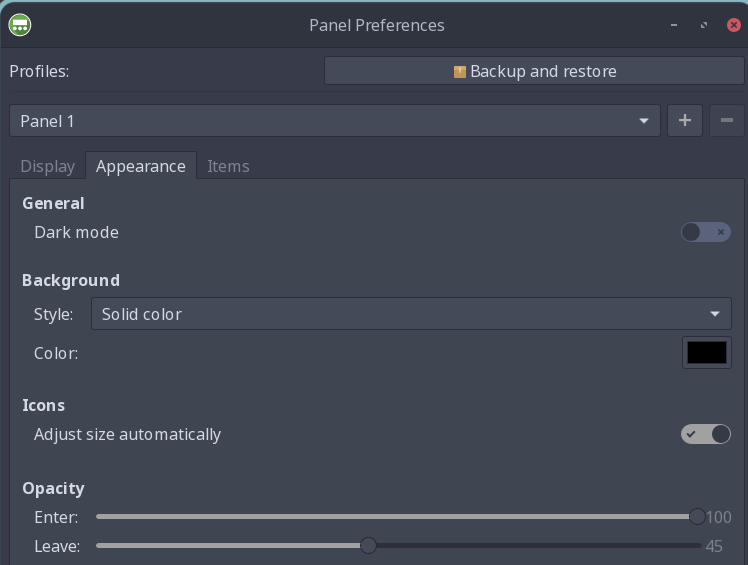 Panel Preferences
Profiles:
Backup and restore
Panel 1
Display Appearance Items
General
Dark mode
Background
Style: Solid color
Color:
Icons
Adjust size automatically
Opacity
Enter: 100
Leave: 45